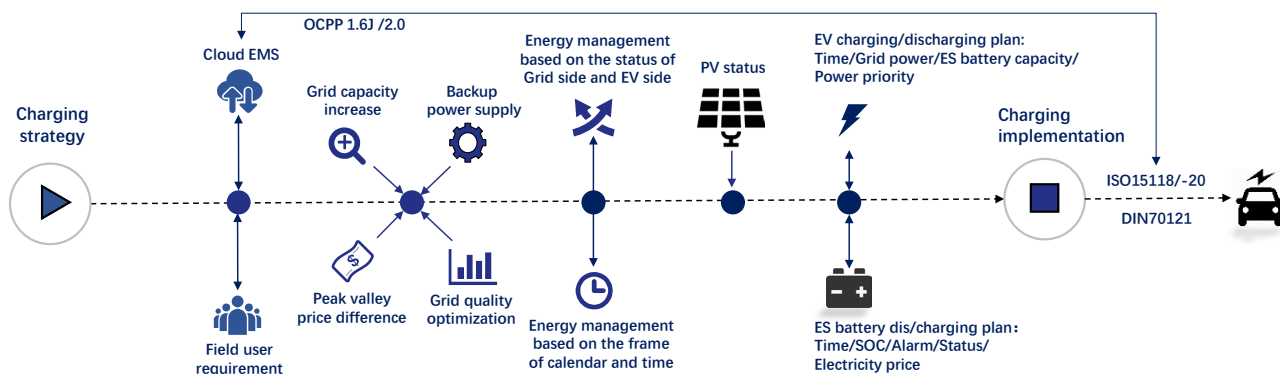 OCPP 1.6J /2.0
Cloud EMS
Charging
strategy
Field user
requirement
Grid capacity
increase
Backup
power supply
Peak valley
price difference
Grid quality
optimization
Energy management
based on the status of
Grid side and EV side
Energy management
based on the frame
of calendar and time
PV status
EV charging/discharging plan:
Time/Grid power/ES battery capacity/
Power priority
ES battery dis/charging plan:
Time/SOC/Alarm/Status/
Electricity price
Charging
implementation
ISO15118/-20
DIN70121